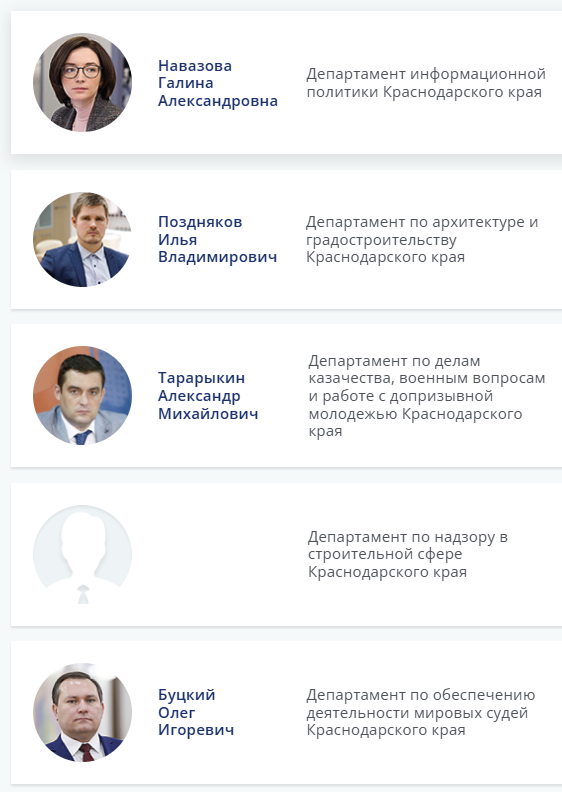 Навазова
Галина
Александровна
Департамент информационной
политики Краснодарского края
Поздняков
Илья
Владимирович
Департамент по архитектуре и
градостроительству
Краснодарского края
Тарарыкин
Александр
Михайлович
Департамент по делам
казачества, военным вопросам
и работе с допризывной
молодежью Краснодарского
края
Департамент по надзору в
строительной сфере
Краснодарского края
Буцкий
Олег
Игоревич
Департамент по обеспечению
деятельности мировых судей
Краснодарского края